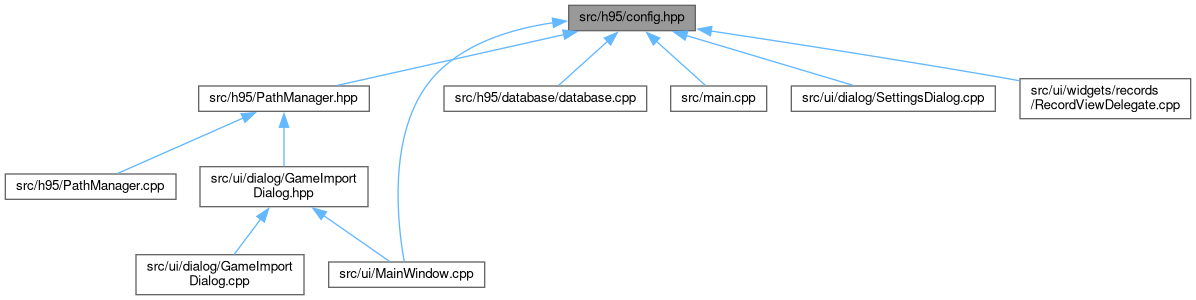 src/h95/config.hpp
src/h95/PathManager.hpp
src/h95/database/database.cpp
src/main.cpp
src/ui/dialog/SettingsDialog.cpp
src/ui/widgets/records
/RecordViewDelegate.cpp
src/h95/PathManager.cpp
src/ui/dialog/GameImport
Dialog.hpp
src/ui/dialog/GameImport
Dialog.cpp
src/ui/MainWindow.cpp